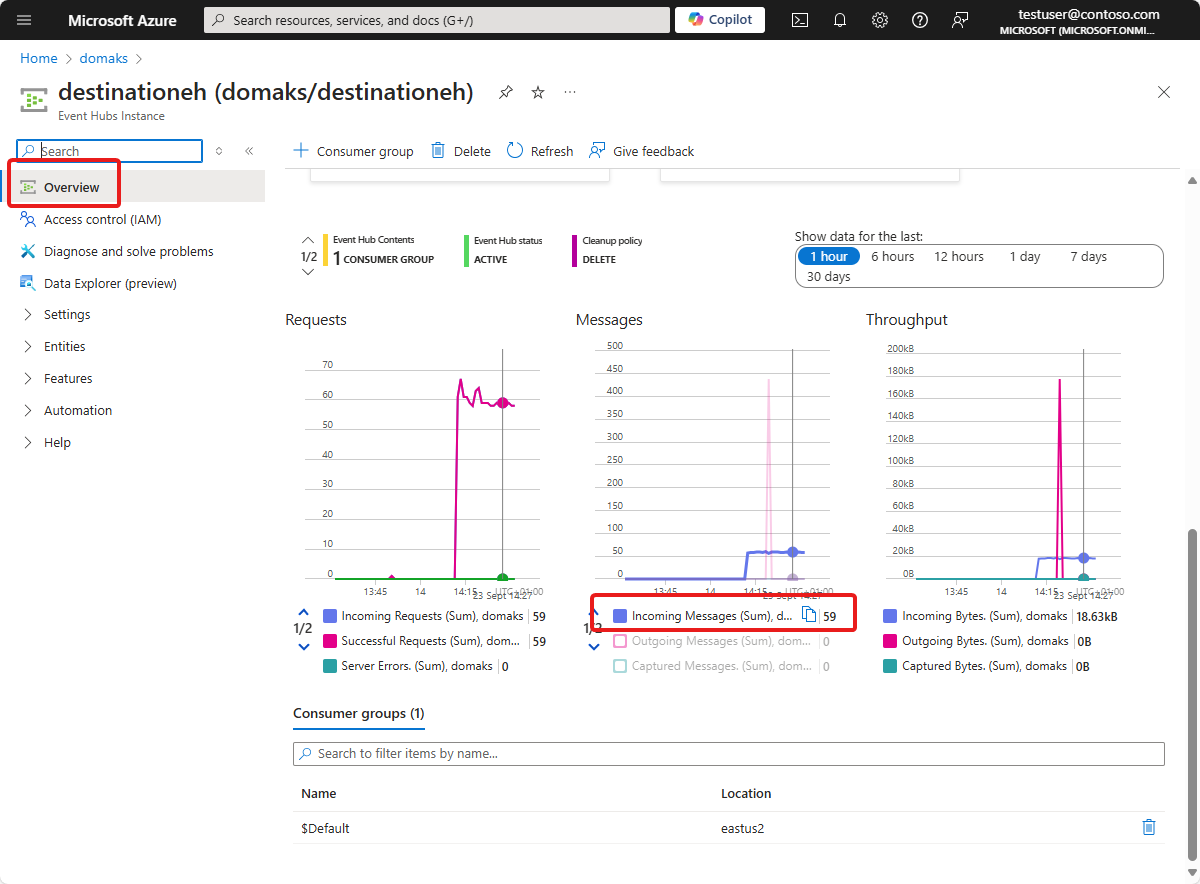 Microsoft Azure
Search resources, services, and docs (G+/)
Copilot
testuser@contoso.com
MICROSOFT (MICROSOFT.ONMI...
Home > domaks >
destinationeh (domaks/destinationeh)
Event Hubs Instance
Search
Consumer group
Delete
Refresh
Give feedback
Overview
Access control (IAM)
Diagnose and solve problems
Data Explorer (preview)
Settings
Entities
Features
Automation
Help
1/2
Event Hub Contents
1 CONSUMER GROUP
Event Hub status
ACTIVE
Cleanup policy
DELETE
Show data for the last:
1 hour
6 hours
12 hours
1 day
7 days
30 days
Requests
70
60
50
40
30
20
10
0
13:45
14
14:15
UTC+01:00
23 Sept 14:27
1/2
Incoming Requests (Sum), domaks 59
Successful Requests (Sum), dom... 59
Server Errors. (Sum), domaks 0
Messages
500
450
400
350
300
250
200
150
100
50
0
13:45
14
14:15
UTC+01:00
23 Sept 14:27
1/2
Incoming Messages (Sum), d... 59
Outgoing Messages (Sum), dom... 0
Captured Messages. (Sum), dom... 0
Throughput
200kB
180kB
160kB
140kB
120kB
100kB
80kB
60kB
40kB
20kB
0B
13:45
14
14:15
UTC+01:00
23 Sept 14:27
Incoming Bytes. (Sum), domaks 18.63kB
Outgoing Bytes. (Sum), domaks 0B
Captured Bytes. (Sum), domaks 0B
Consumer groups (1)
Search to filter items by name...
Name Location
$Default eastus2